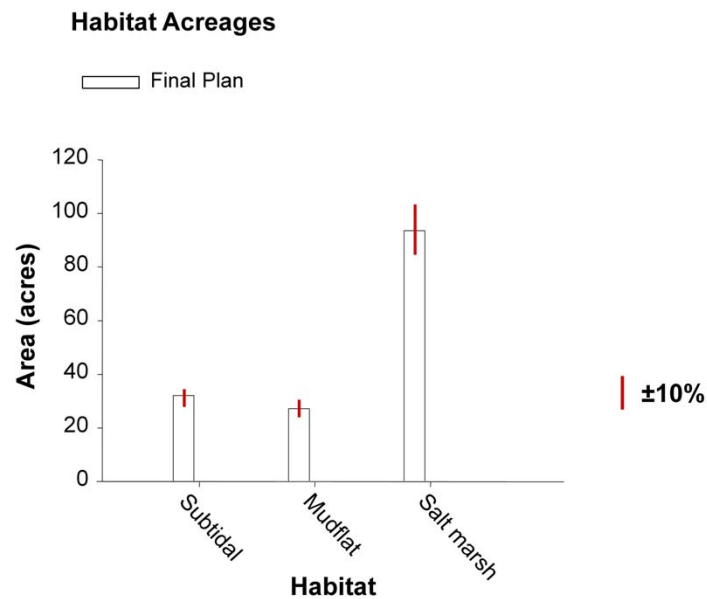 Habitat Acreages
Final Plan
120
100
80
60
40
20
0
Area (acres)
Subtidal
Mudflat
Salt marsh
Habitat
±10%